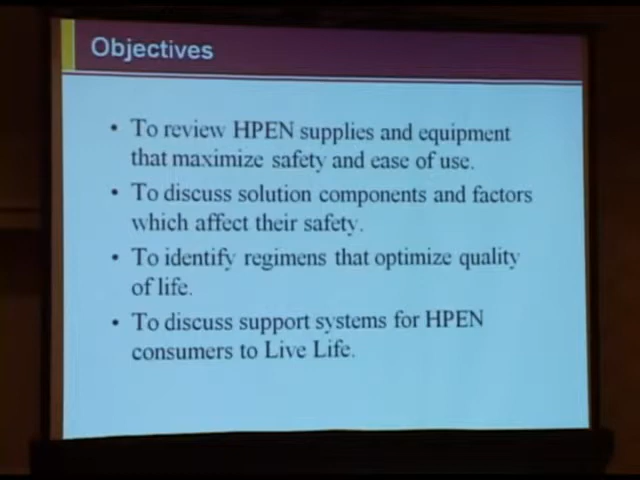 Objectives
• To review HPEN supplies and equipment
that maximize safety and ease of use.
• To discuss solution components and factors
which affect their safety.
• To identify regimens that optimize quality
of life.
• To discuss support systems for HPEN
consumers to Live Life.